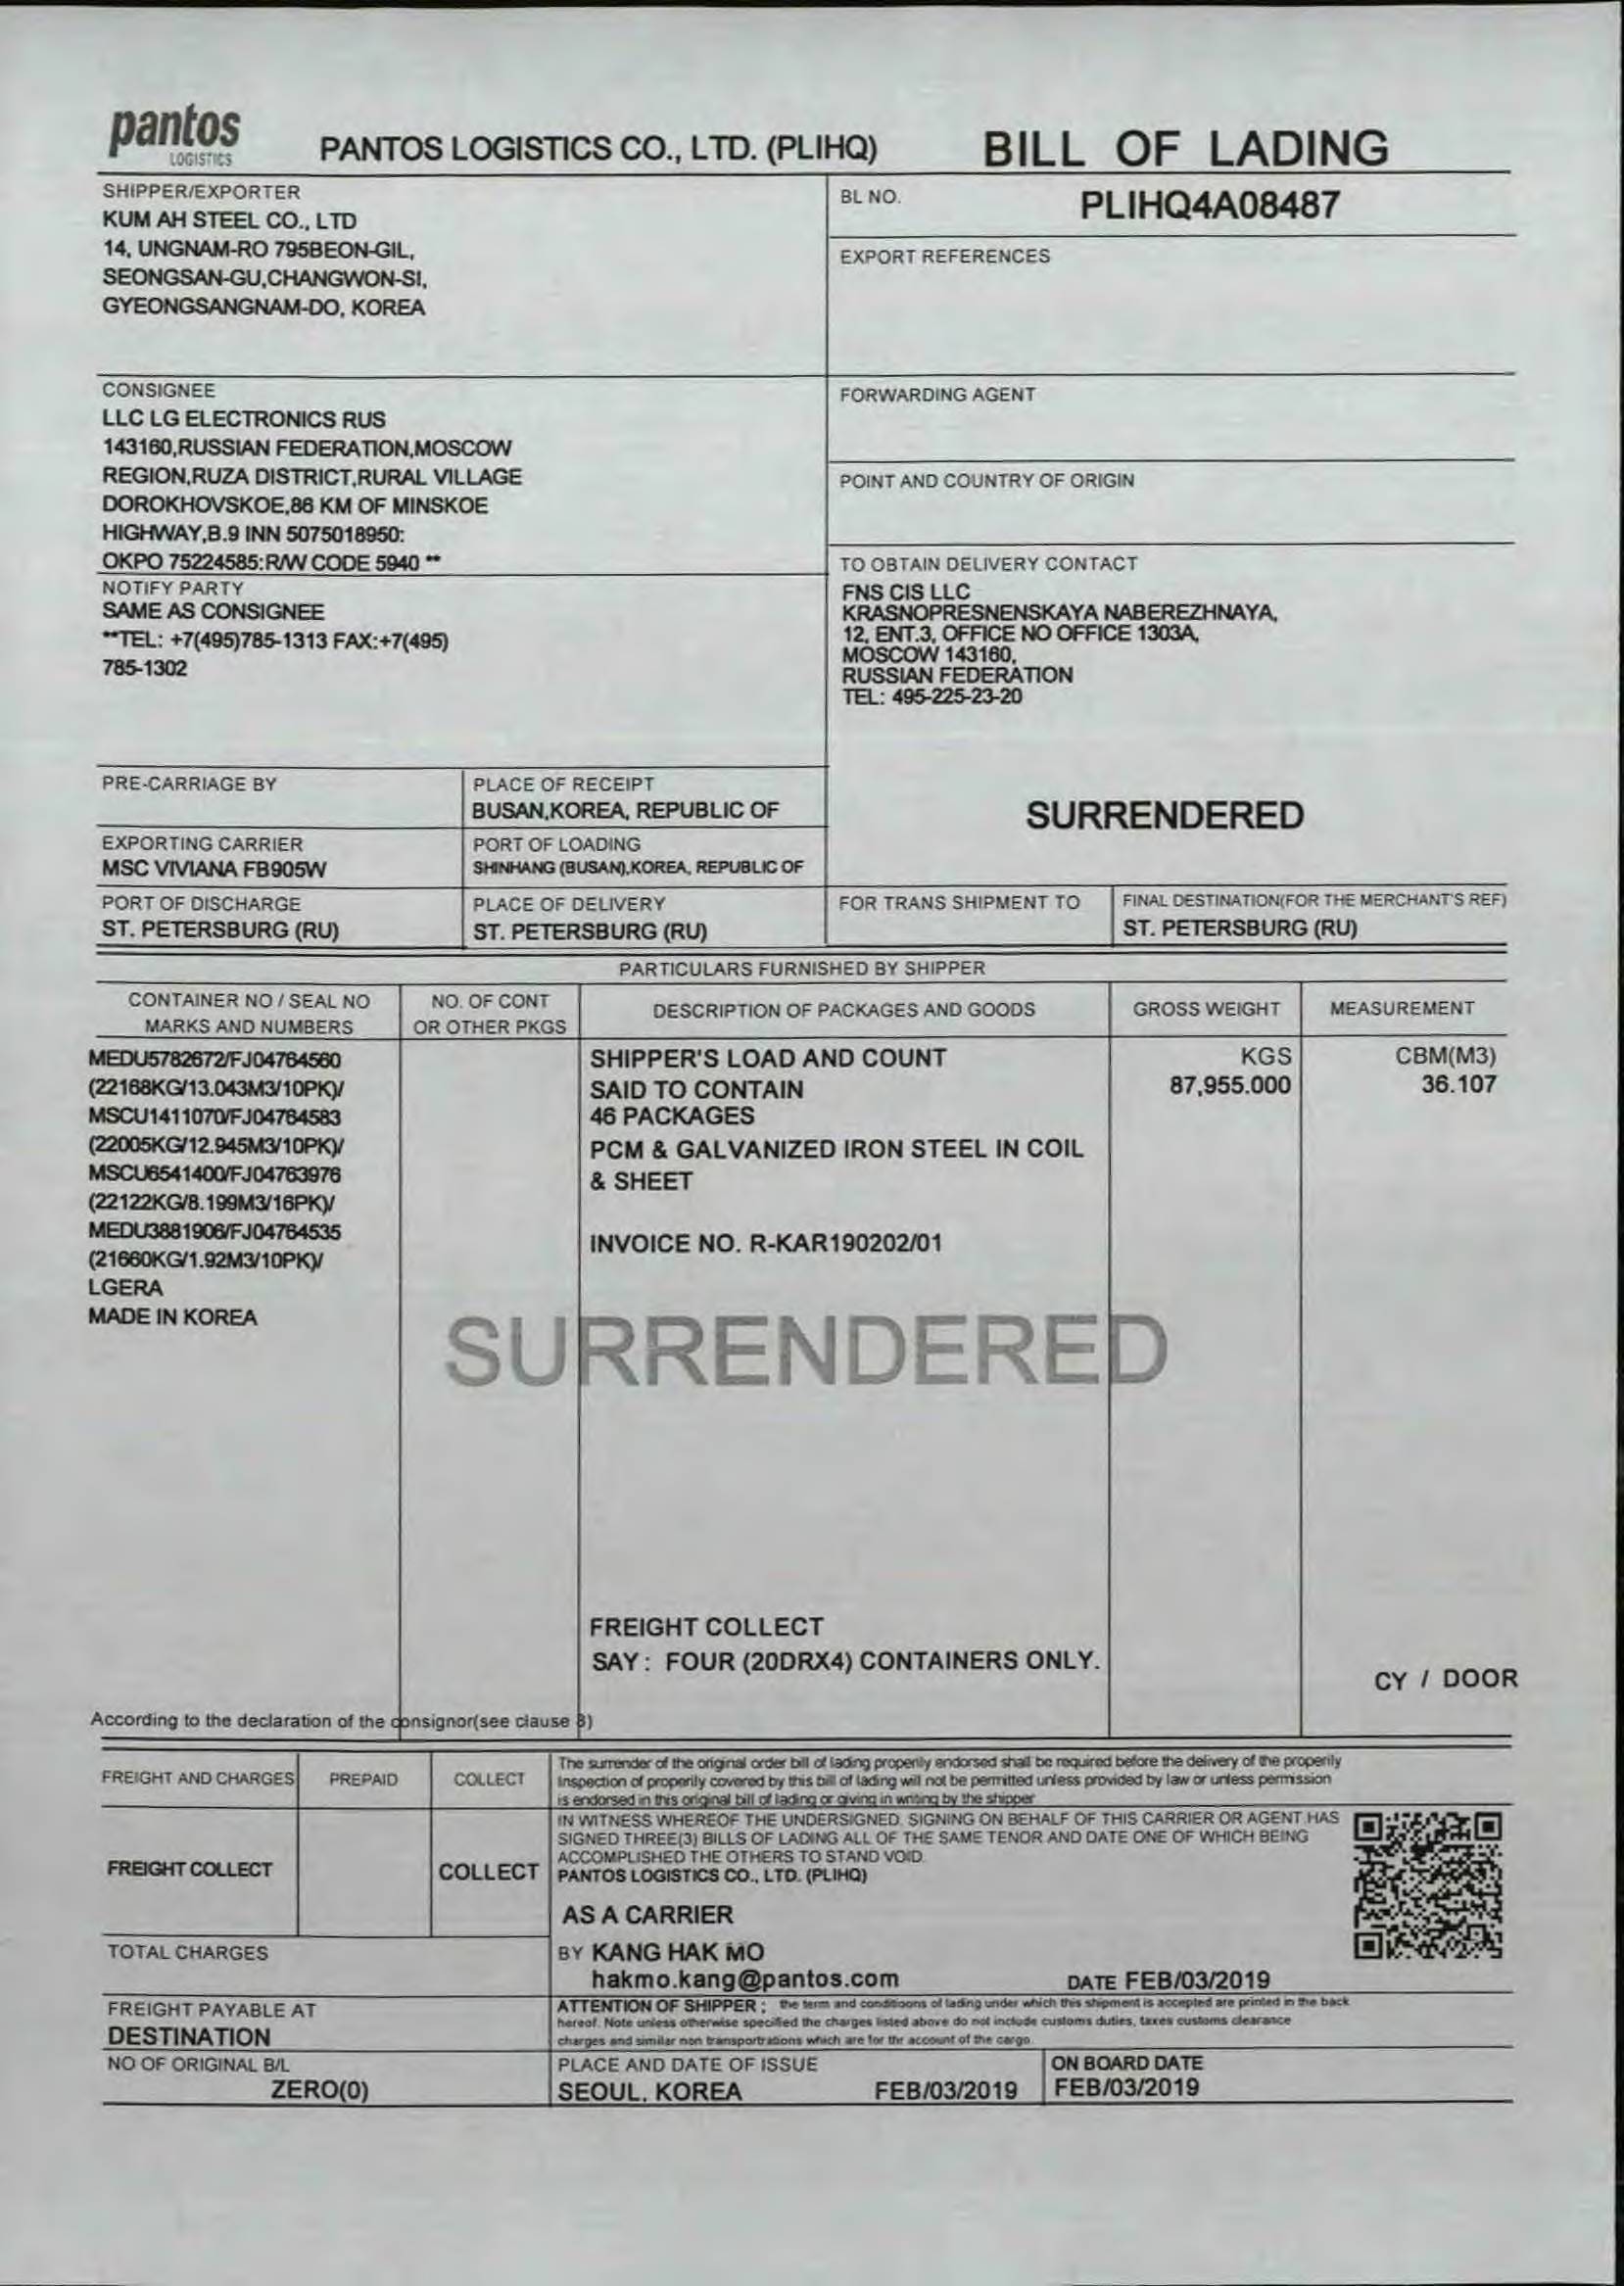 pantos
LOGISTICS
PANTOS LOGISTICS CO., LTD. (PLIHQ)
BILL OF LADING
SHIPPER/EXPORTER
KUM AH STEEL CO., LTD
14, UNGNAM-RO 795BEON-GIL,
SEONGSAN-GU,CHANGWON-SI,
GYEONGSANGNAM-DO, KOREA
BL NO.
PLIHQ4A08487
EXPORT REFERENCES
CONSIGNEE
LLC LG ELECTRONICS RUS
143160,RUSSIAN FEDERATION,MOSCOW
REGION,RUZA DISTRICT,RURAL VILLAGE
DOROKHOVSKOE,86 KM OF MINSKOE
HIGHWAY,B.9 INN 5075018950:
OKPO 75224585:R/W CODE 5940 **
FORWARDING AGENT
POINT AND COUNTRY OF ORIGIN
NOTIFY PARTY
SAME AS CONSIGNEE
**TEL: +7(495)785-1313 FAX:+7(495)
785-1302
TO OBTAIN DELIVERY CONTACT
FNS CIS LLC
KRASNOPRESNENSKAYA NABEREZHNAYA,
12, ENT.3, OFFICE NO OFFICE 1303A,
MOSCOW 143160,
RUSSIAN FEDERATION
TEL: 495-225-23-20
PRE-CARRIAGE BY
PLACE OF RECEIPT
BUSAN,KOREA, REPUBLIC OF
SURRENDERED
EXPORTING CARRIER
MSC VIVIANA FB905W
PORT OF LOADING
SHINHANG (BUSAN),KOREA, REPUBLIC OF
PORT OF DISCHARGE
ST. PETERSBURG (RU)
PLACE OF DELIVERY
ST. PETERSBURG (RU)
FOR TRANS SHIPMENT TO
FINAL DESTINATION(FOR THE MERCHANT'S REF)
ST. PETERSBURG (RU)
PARTICULARS FURNISHED BY SHIPPER
CONTAINER NO / SEAL NO
MARKS AND NUMBERS
NO. OF CONT
OR OTHER PKGS
DESCRIPTION OF PACKAGES AND GOODS
GROSS WEIGHT
MEASUREMENT
MEDU5782672/FJ04764560
(22168KG/13.043M3/10PK)/
MSCU1411070/FJ04764583
(22005KG/12.945M3/10PK)/
MSCU6541400/FJ04763976
(22122KG/8.199M3/16PK)/
MEDU3881906/FJ04764535
(21660KG/1.92M3/10PK)/
LGERA
MADE IN KOREA
SHIPPER'S LOAD AND COUNT
SAID TO CONTAIN
46 PACKAGES
PCM & GALVANIZED IRON STEEL IN COIL
& SHEET
INVOICE NO. R-KAR190202/01
KGS
87,955.000
CBM(M3)
36.107
SURRENDERED
FREIGHT COLLECT
SAY : FOUR (20DRX4) CONTAINERS ONLY.
CY / DOOR
According to the declaration of the consignor(see clause 8)
FREIGHT AND CHARGES
PREPAID
COLLECT
The surrender of the original order bill of lading properily endorsed shall be required before the delivery of the properily
Inspection of properily covered by this bill of lading will not be permitted unless provided by law or unless permission
is endorsed in this original bill of lading or giving in writing by the shipper
FREIGHT COLLECT
COLLECT
IN WITNESS WHEREOF THE UNDERSIGNED. SIGNING ON BEHALF OF THIS CARRIER OR AGENT HAS
SIGNED THREE(3) BILLS OF LADING ALL OF THE SAME TENOR AND DATE ONE OF WHICH BEING
ACCOMPLISHED THE OTHERS TO STAND VOID.
PANTOS LOGISTICS CO., LTD. (PLIHQ)
AS A CARRIER
TOTAL CHARGES
BY KANG HAK MO
hakmo.kang@pantos.com
DATE FEB/03/2019
FREIGHT PAYABLE AT
DESTINATION
ATTENTION OF SHIPPER : the term and conditioons of lading under which this shipment is accepted are printed in the back
hereof. Note unless otherwise specified the charges listed above do not include customs duties, taxes customs clearance
charges and similar non transportrations which are for thr account of the cargo.
NO OF ORIGINAL B/L
ZERO(0)
PLACE AND DATE OF ISSUE
SEOUL, KOREA
FEB/03/2019
ON BOARD DATE
FEB/03/2019